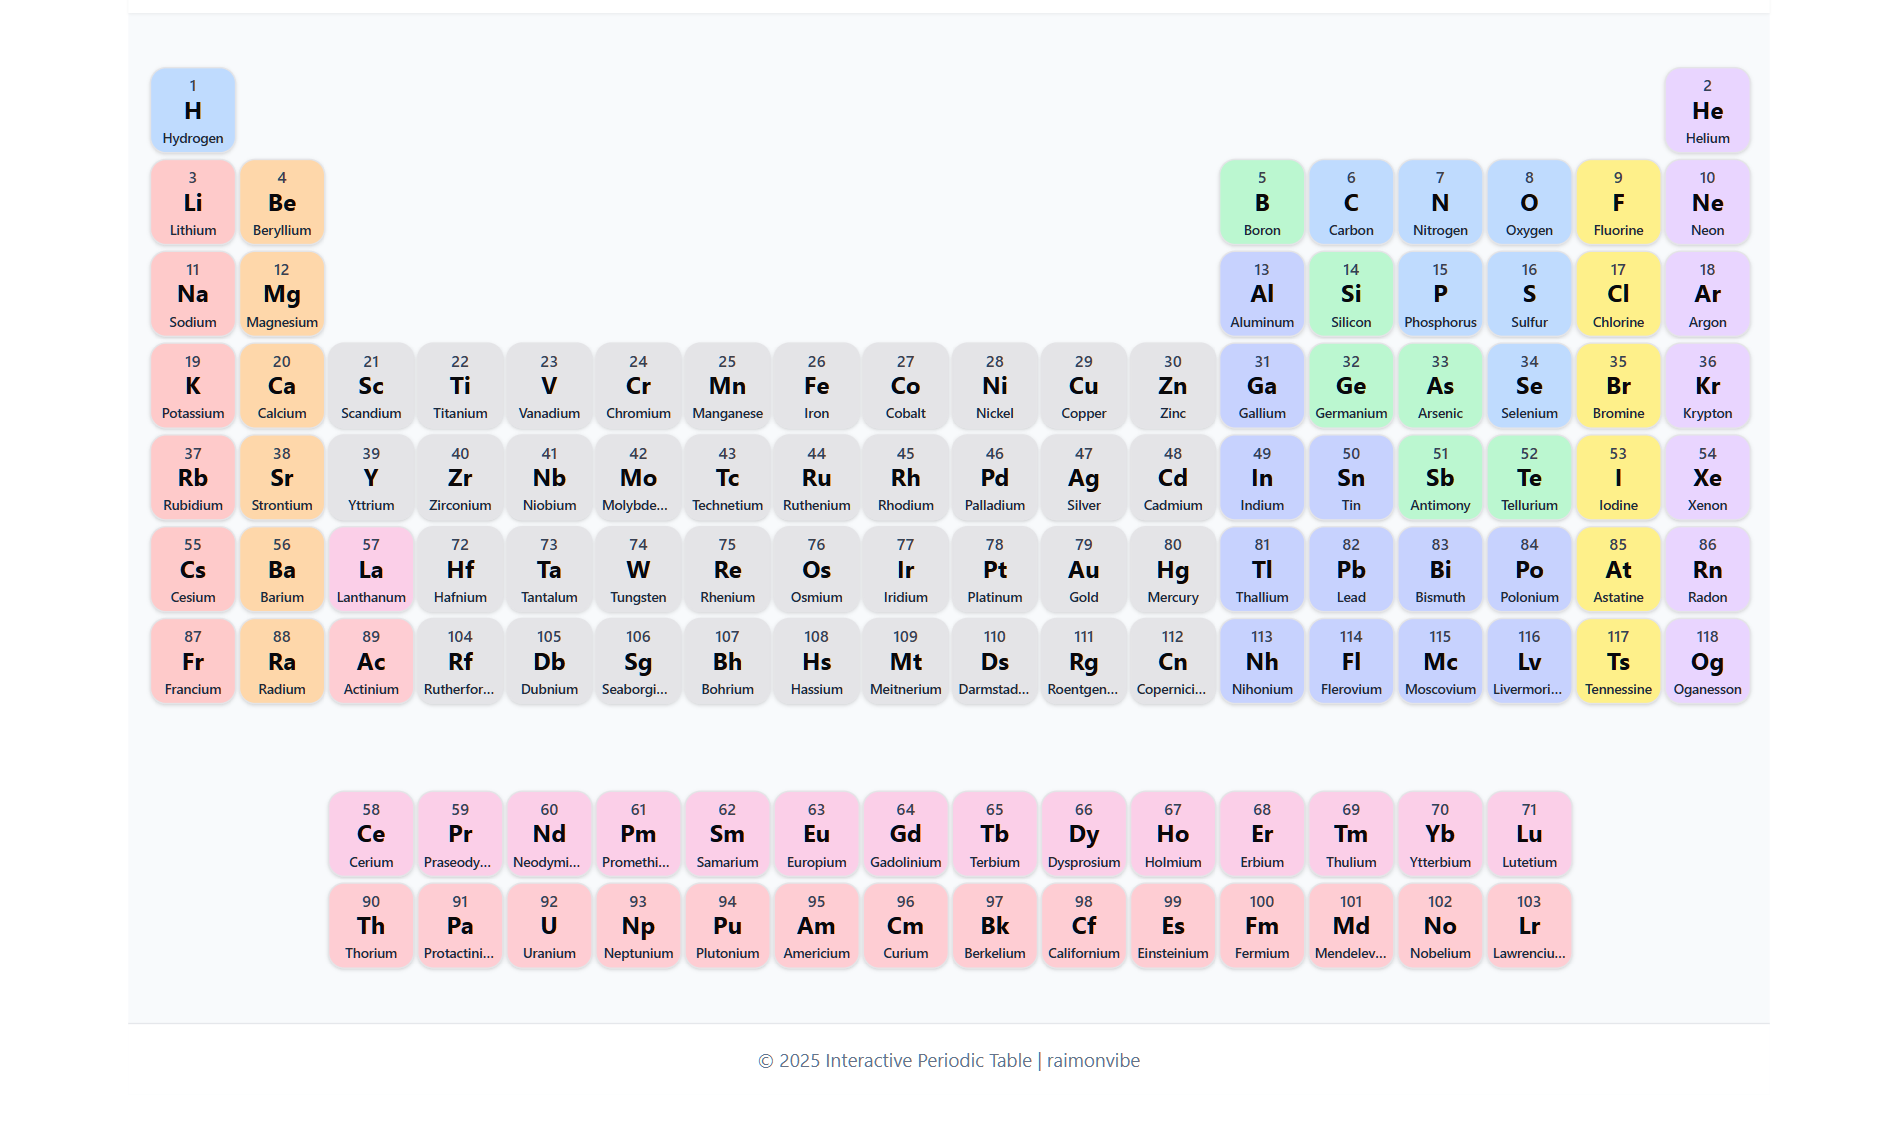 1 2
H He
Hydrogen Helium
3 4 5 6 7 8 9 10
Li Be B C N O F Ne
Lithium Beryllium Boron Carbon Nitrogen Oxygen Fluorine Neon
11 12 13 14 15 16 17 18
Na Mg Al Si P S Cl Ar
Sodium Magnesium Aluminum Silicon Phosphorus Sulfur Chlorine Argon
19 20 21 22 23 24 25 26 27 28 29 30 31 32 33 34 35 36
K Ca Sc Ti V Cr Mn Fe Co Ni Cu Zn Ga Ge As Se Br Kr
Potassium Calcium Scandium Titanium Vanadium Chromium Manganese Iron Cobalt Nickel Copper Zinc Gallium Germanium Arsenic Selenium Bromine Krypton
37 38 39 40 41 42 43 44 45 46 47 48 49 50 51 52 53 54
Rb Sr Y Zr Nb Mo Tc Ru Rh Pd Ag Cd In Sn Sb Te I Xe
Rubidium Strontium Yttrium Zirconium Niobium Molybde... Technetium Ruthenium Rhodium Palladium Silver Cadmium Indium Tin Antimony Tellurium Iodine Xenon
55 56 57 72 73 74 75 76 77 78 79 80 81 82 83 84 85 86
Cs Ba La Hf Ta W Re Os Ir Pt Au Hg Tl Pb Bi Po At Rn
Cesium Barium Lanthanum Hafnium Tantalum Tungsten Rhenium Osmium Iridium Platinum Gold Mercury Thallium Lead Bismuth Polonium Astatine Radon
87 88 89 104 105 106 107 108 109 110 111 112 113 114 115 116 117 118
Fr Ra Ac Rf Db Sg Bh Hs Mt Ds Rg Cn Nh Fl Mc Lv Ts Og
Francium Radium Actinium Rutherfor... Dubnium Seaborgi... Bohrium Hassium Meitnerium Darmstad... Roentgen... Copernici... Nihonium Flerovium Moscovium Livermori... Tennessine Oganesson
58 59 60 61 62 63 64 65 66 67 68 69 70 71
Ce Pr Nd Pm Sm Eu Gd Tb Dy Ho Er Tm Yb Lu
Cerium Praseody... Neodymi... Promethi... Samarium Europium Gadolinium Terbium Dysprosium Holmium Erbium Thulium Ytterbium Lutetium
90 91 92 93 94 95 96 97 98 99 100 101 102 103
Th Pa U Np Pu Am Cm Bk Cf Es Fm Md No Lr
Thorium Protactini... Uranium Neptunium Plutonium Americium Curium Berkelium Californium Einsteinium Fermium Mendelev... Nobelium Lawrenciu...
© 2025 Interactive Periodic Table | raimonvibe